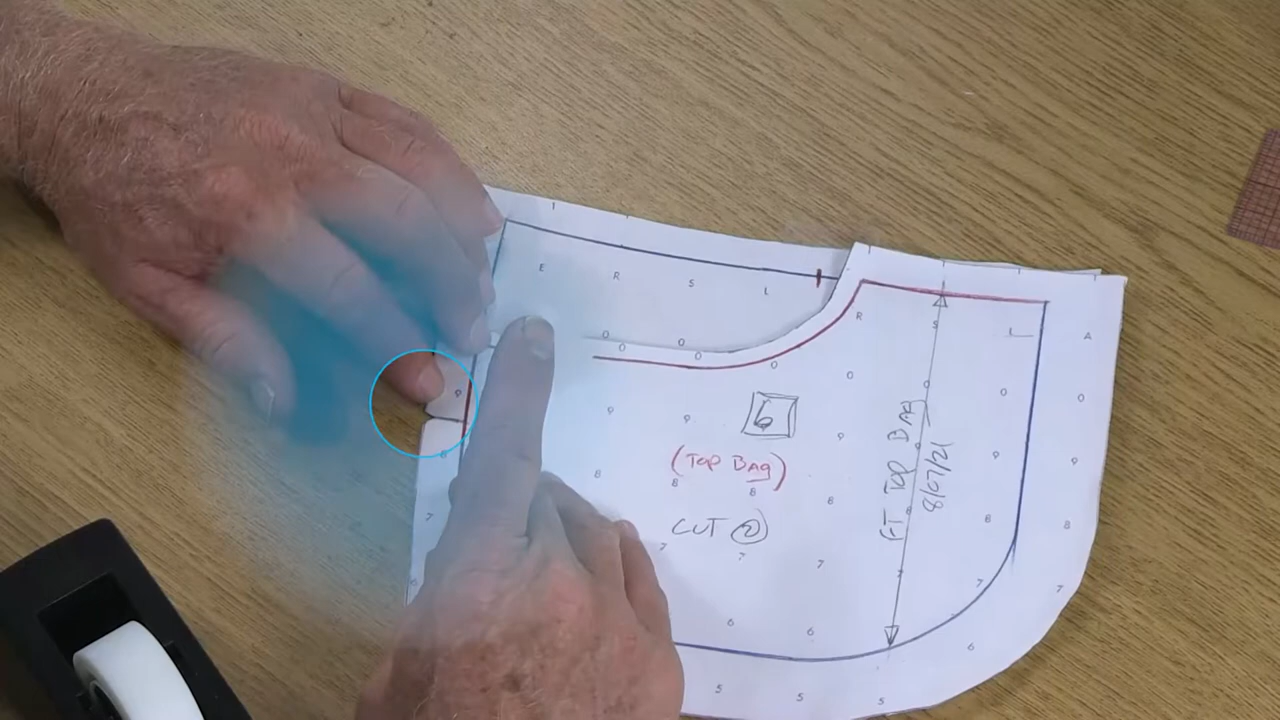 E R S L
R S L A
6
(TOP BAG)
CUT 2
FT TOP BAG
8/07/21